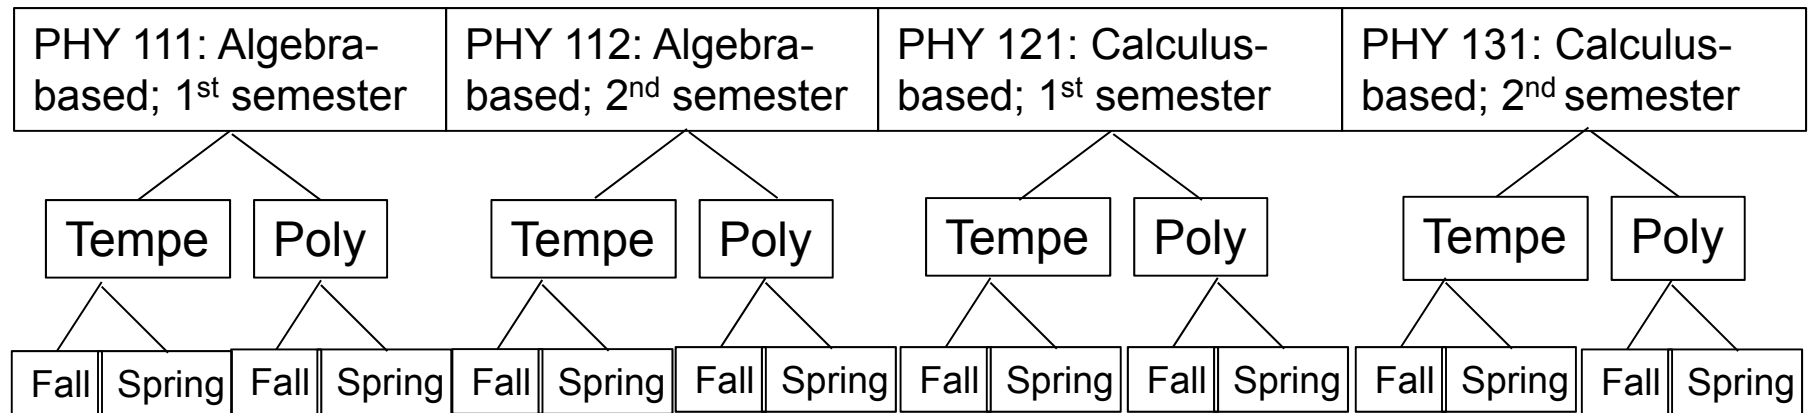 PHY 111: Algebra-
based; 1st semester
PHY 112: Algebra-
based; 2nd semester
PHY 121: Calculus-
based; 1st semester
PHY 131: Calculus-
based; 2nd semester
Tempe
Poly
Tempe
Poly
Tempe
Poly
Tempe
Poly
Fall
Spring
Fall
Spring
Fall
Spring
Fall
Spring
Fall
Spring
Fall
Spring
Fall
Spring
Fall
Spring